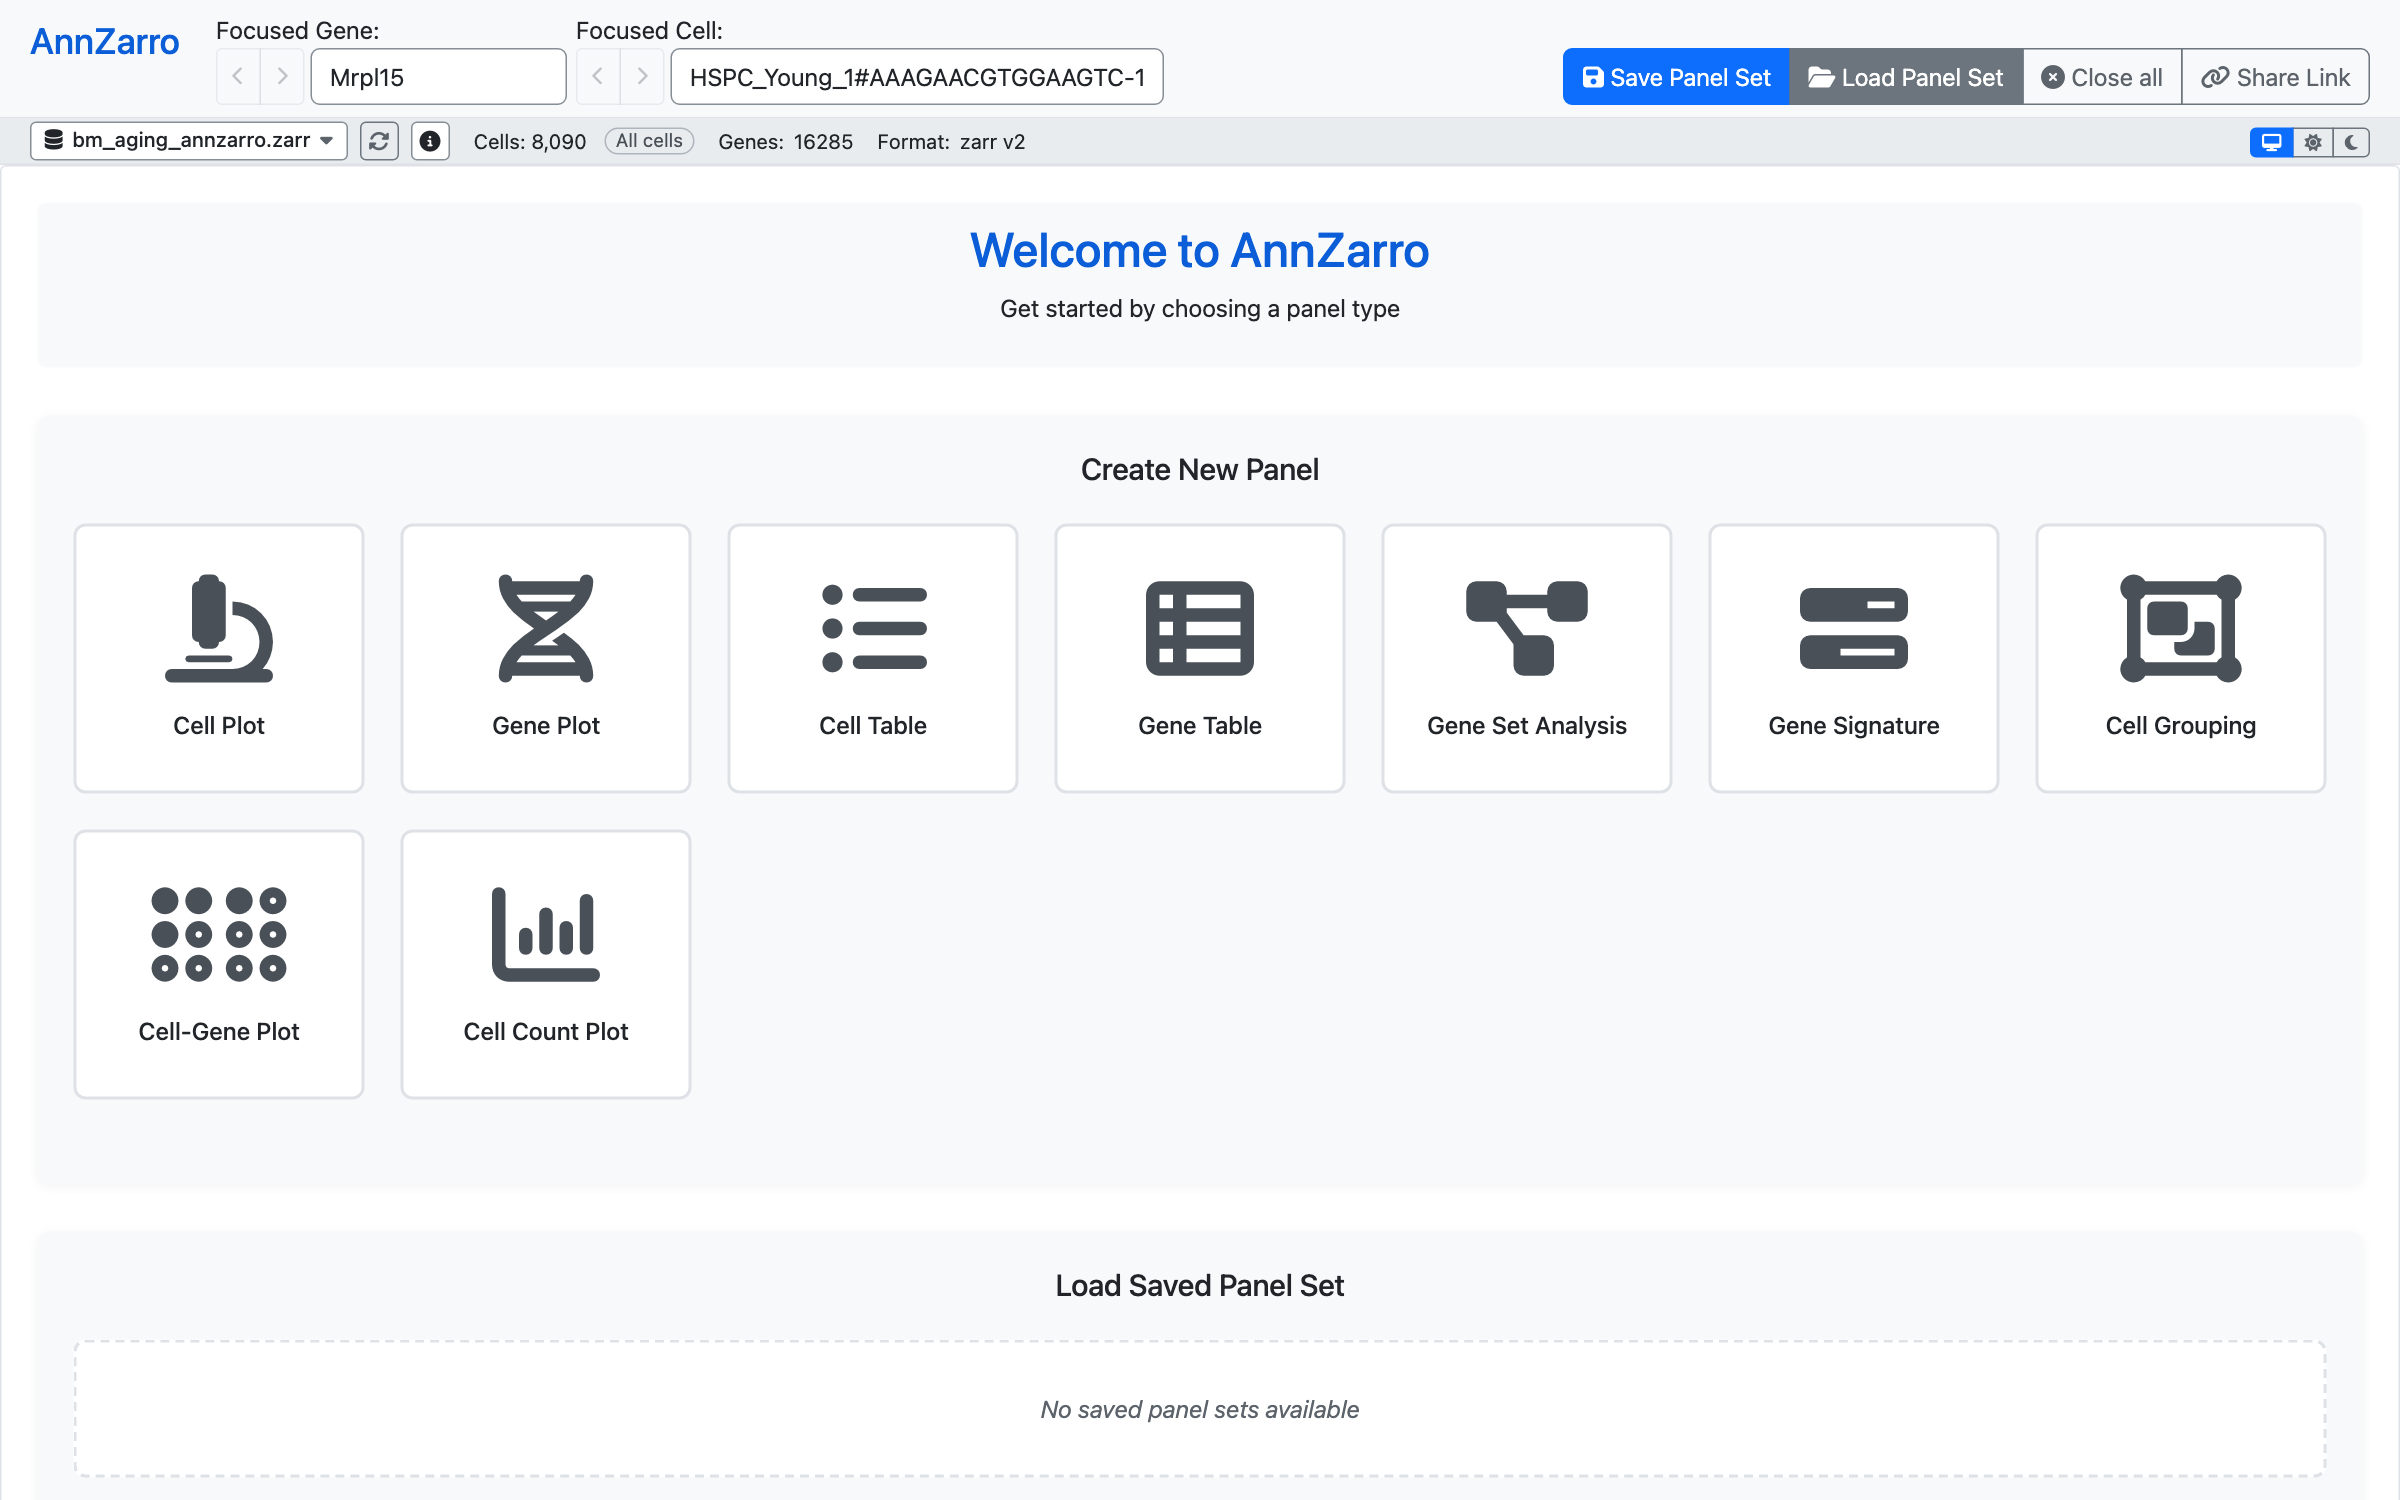 AnnZarro
Focused Gene:
Mrpl15
Focused Cell:
HSPC_Young_1#AAAGAACGTGGAAGTC-1
Save Panel Set
Load Panel Set
Close all
Share Link
bm_aging_annzarro.zarr
Cells: 8,090
All cells
Genes: 16285
Format: zarr v2
Welcome to AnnZarro
Get started by choosing a panel type
Create New Panel
Cell Plot
Gene Plot
Cell Table
Gene Table
Gene Set Analysis
Gene Signature
Cell Grouping
Cell-Gene Plot
Cell Count Plot
Load Saved Panel Set
No saved panel sets available